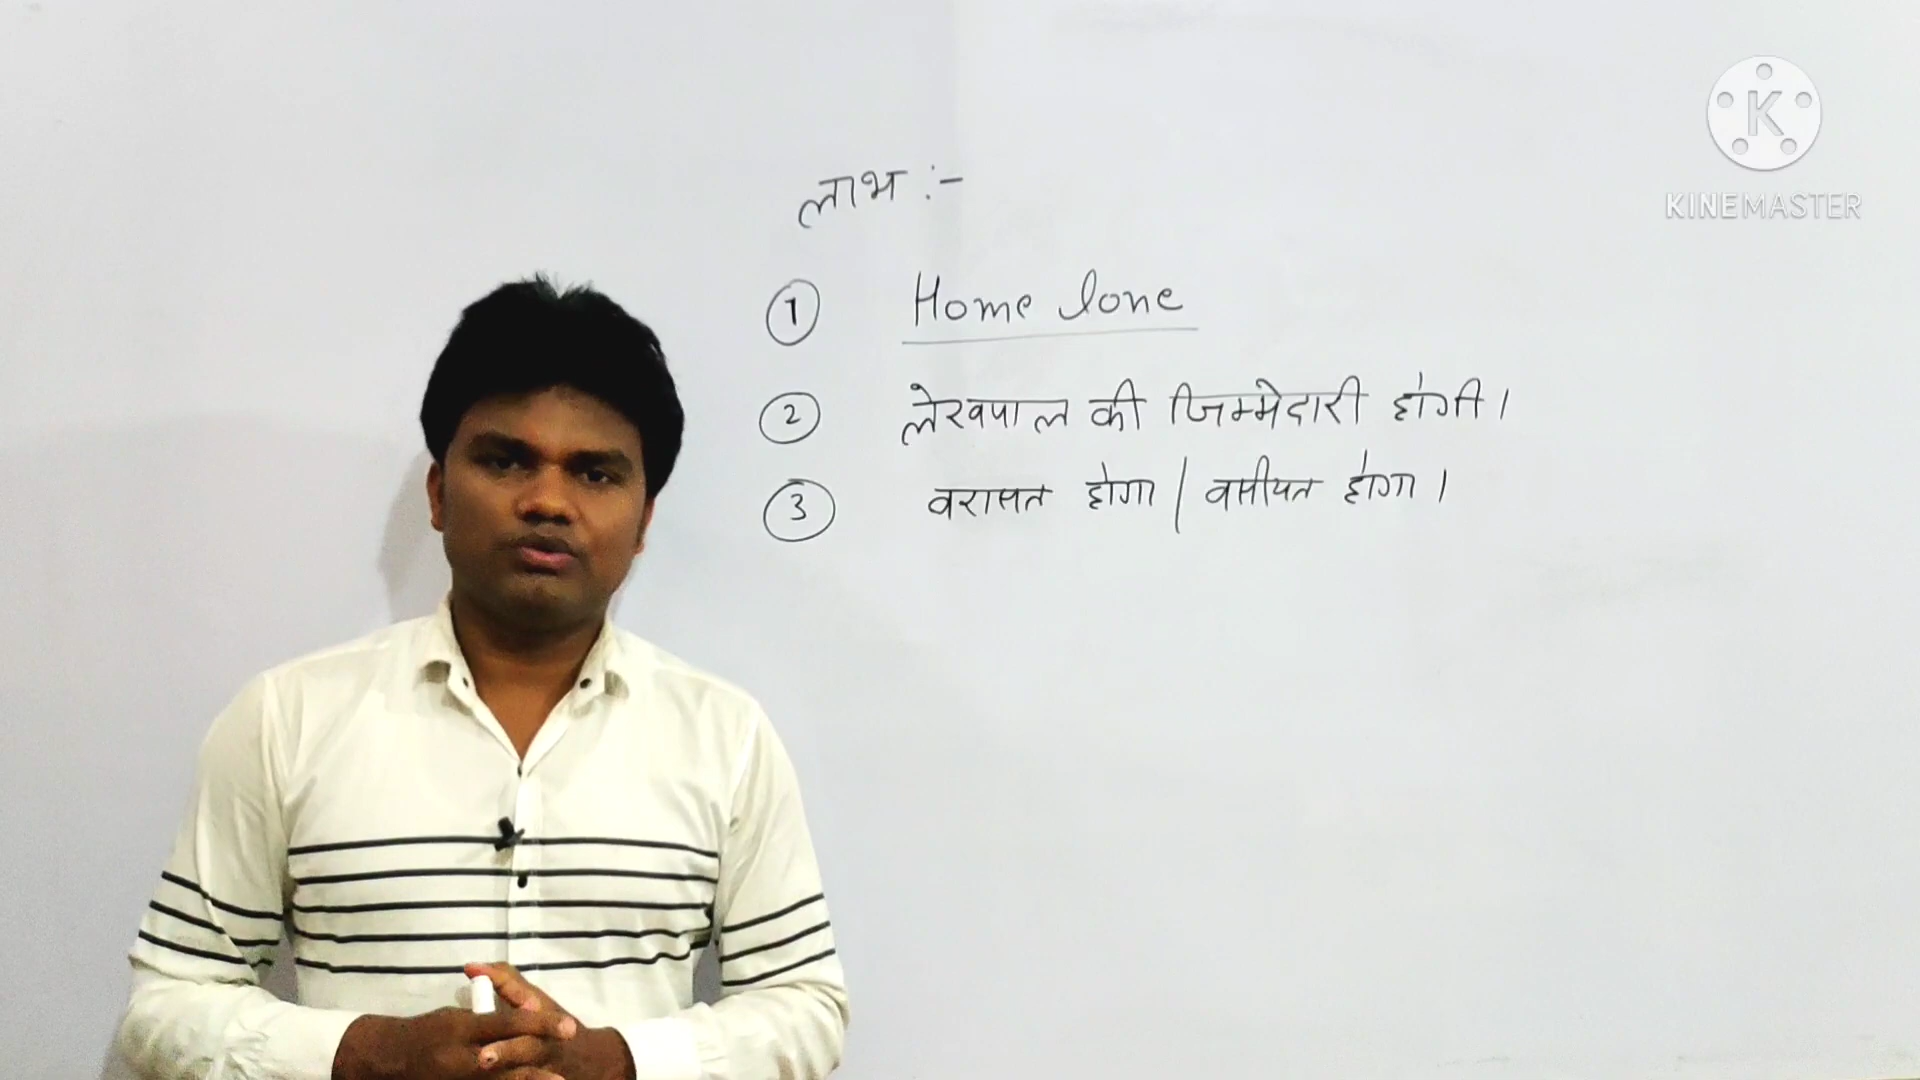 K
KINEMASTER
लाभ :-
1 Home lone
2 लेखपाल की जिम्मेदारी होगी।
3 वरासत होगा / वसीयत होगा।